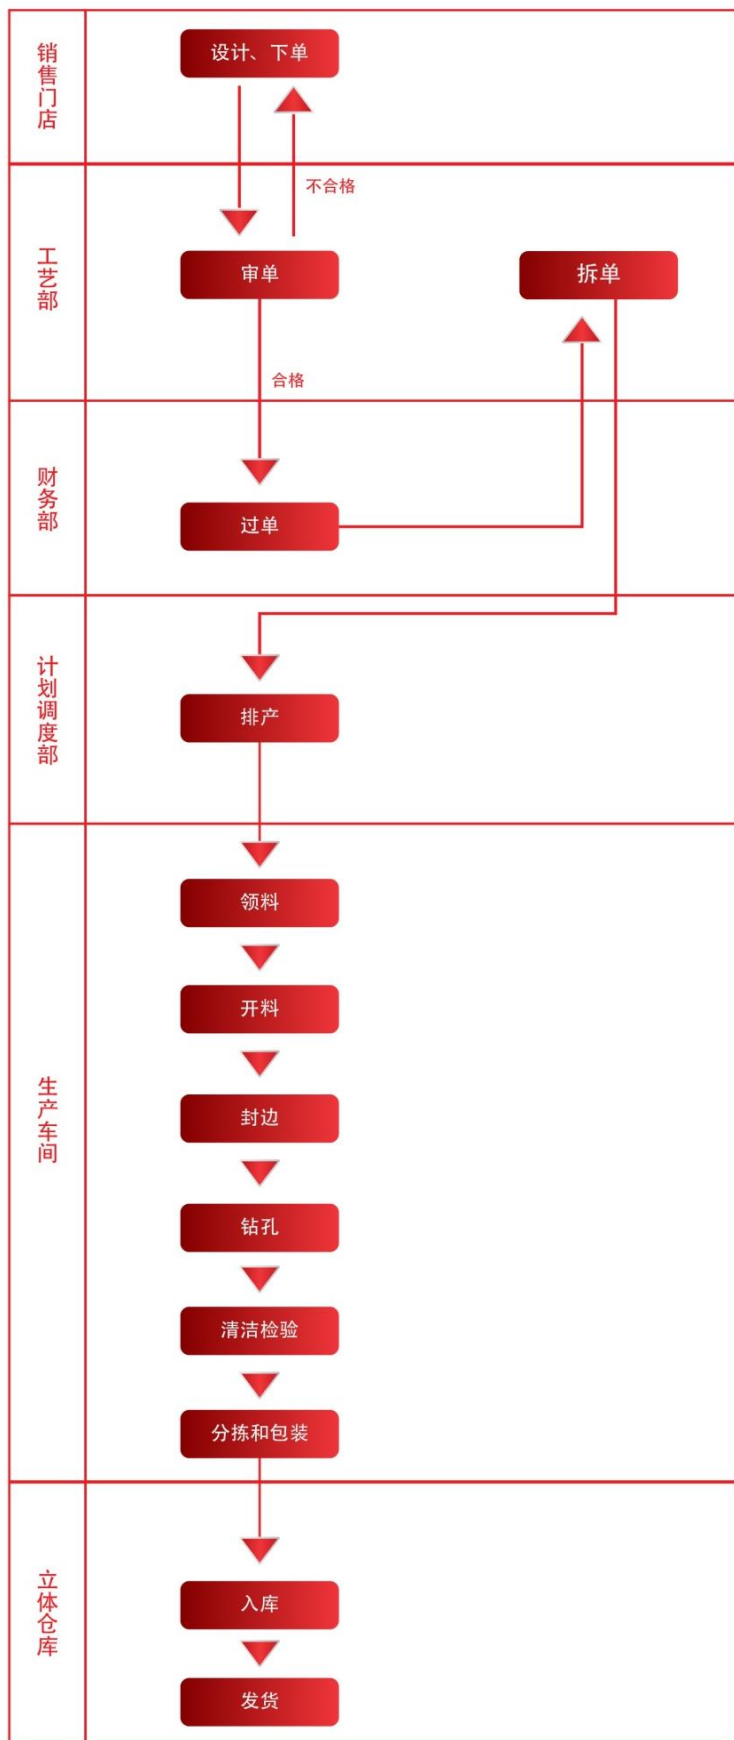 销售门店
设计、下单
不合格
工艺部
审单
拆单
合格
财务部
过单
计划调度部
排产
生产车间
领料
开料
封边
钻孔
清洁检验
分拣和包装
立体仓库
入库
发货